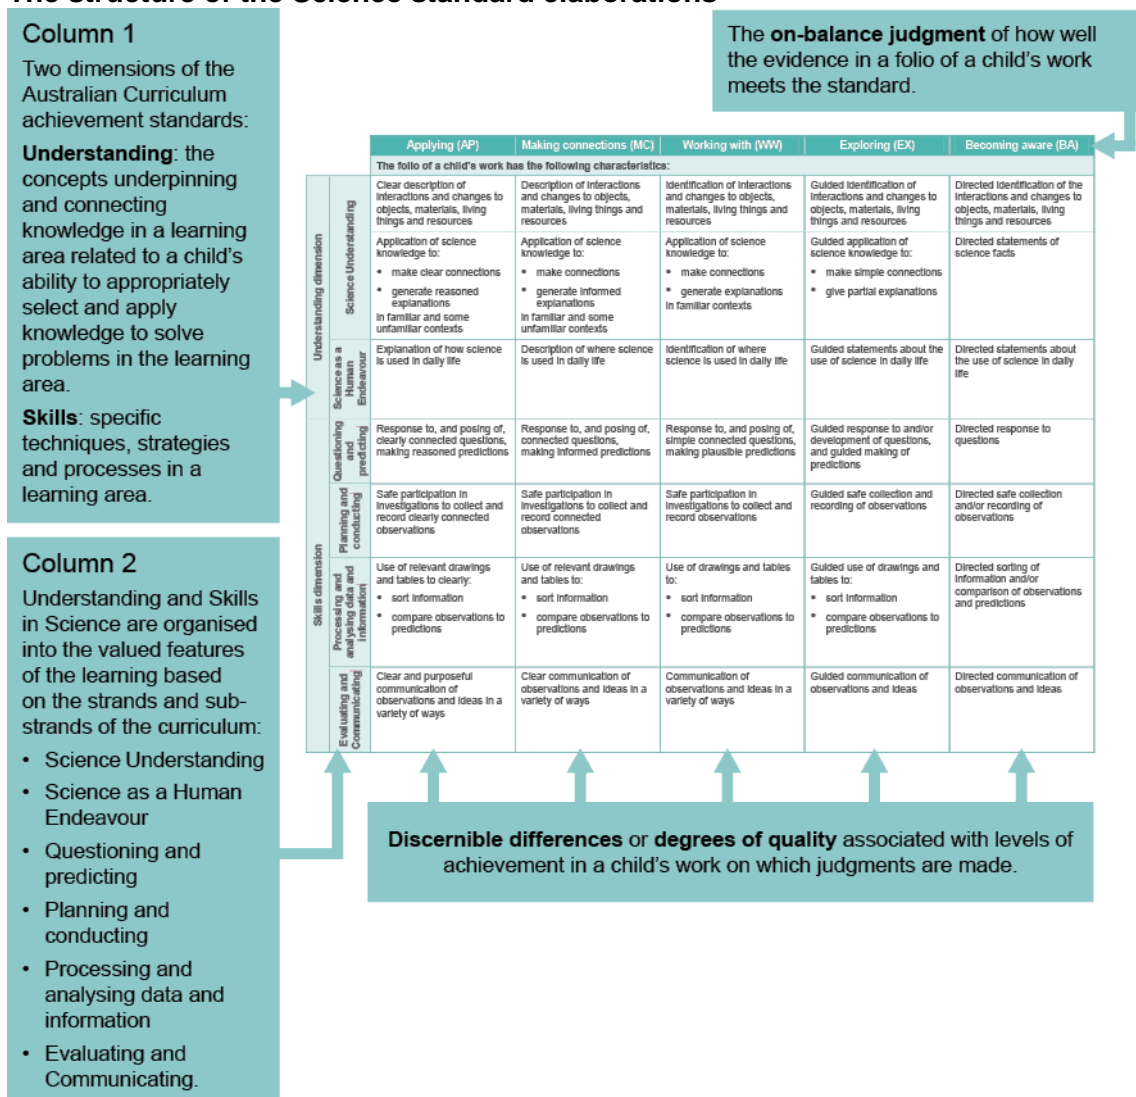 The structure of the Science standard elaborations
Column 1
Two dimensions of the
Australian Curriculum
achievement standards:
Understanding: the
concepts underpinning
and connecting
knowledge in a learning
area related to a child's
ability to appropriately
select and apply
knowledge to solve
problems in the learning
area.
Skills: specific
techniques, strategies
and processes in a
learning area.
Column 2
Understanding and Skills
in Science are organised
into the valued features
of the learning based
on the strands and sub-
strands of the curriculum:
• Science Understanding
• Science as a Human
Endeavour
• Questioning and
predicting
• Planning and
conducting
• Processing and
analysing data and
information
• Evaluating and
Communicating.
The on-balance judgment of how well
the evidence in a folio of a child's work
meets the standard.
Applying (AP)
Making connections (MC)
Working with (WW)
Exploring (EX)
Becoming aware (BA)
The folio of a child's work has the following characteristics:
Understanding dimension
Science Understanding
Clear description of
interactions and changes to
objects, materials, living
things and resources
Description of interactions
and changes to objects,
materials, living things and
resources
Identification of interactions
and changes to objects,
materials, living things and
resources
Guided identification of
interactions and changes to
objects, materials, living
things and resources
Directed identification of the
interactions and changes to
objects, materials, living
things and resources
Application of science
knowledge to:
• make clear connections
• generate reasoned
explanations
in familiar and some
unfamiliar contexts
Application of science
knowledge to:
• make connections
• generate informed
explanations
in familiar and some
unfamiliar contexts
Application of science
knowledge to:
• make connections
• generate explanations
in familiar contexts
Guided application of
science knowledge to:
• make simple connections
• give partial explanations
Directed statements of
science facts
Science as a
Human
Endeavour
Explanation of how science
is used in daily life
Description of where science
is used in daily life
Identification of where
science is used in daily life
Guided statements about the
use of science in daily life
Directed statements about
the use of science in daily
life
Skills dimension
Questioning
and
predicting
Response to, and posing of,
clearly connected questions,
making reasoned predictions
Response to, and posing of,
connected questions,
making informed predictions
Response to, and posing of,
simple connected questions,
making plausible predictions
Guided response to and/or
development of questions,
and guided making of
predictions
Directed response to
questions
Planning and
conducting
Safe participation in
investigations to collect and
record clearly connected
observations
Safe participation in
investigations to collect and
record connected
observations
Safe participation in
investigations to collect and
record observations
Guided safe collection and
recording of observations
Directed safe collection
and/or recording of
observations
Processing and
analysing data and
information
Use of relevant drawings
and tables to clearly:
• sort information
• compare observations to
predictions
Use of relevant drawings
and tables to:
• sort information
• compare observations to
predictions
Use of drawings and tables
to:
• sort information
• compare observations to
predictions
Guided use of drawings and
tables to:
• sort information
• compare observations to
predictions
Directed sorting of
information and/or
comparison of observations
and predictions
Evaluating and
Communicating
Clear and purposeful
communication of
observations and ideas in a
variety of ways
Clear communication of
observations and ideas in a
variety of ways
Communication of
observations and ideas in a
variety of ways
Guided communication of
observations and ideas
Directed communication of
observations and ideas
Discernible differences or degrees of quality associated with levels of
achievement in a child's work on which judgments are made.